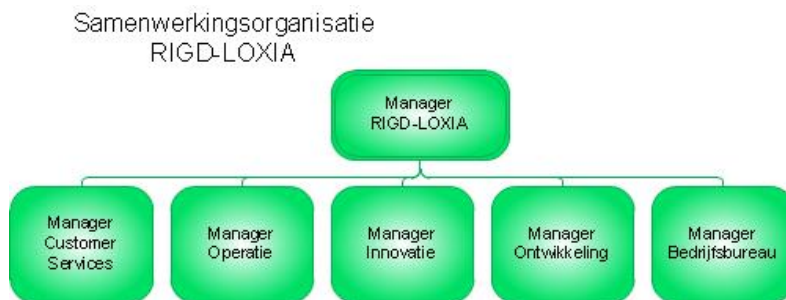 Samenwerkingsorganisatie
RIGD-LOXIA
Manager
RIGD-LOXIA
Manager
Customer
Services
Manager
Operatie
Manager
Innovatie
Manager
Ontwikkeling
Manager
Bedrijfsbureau